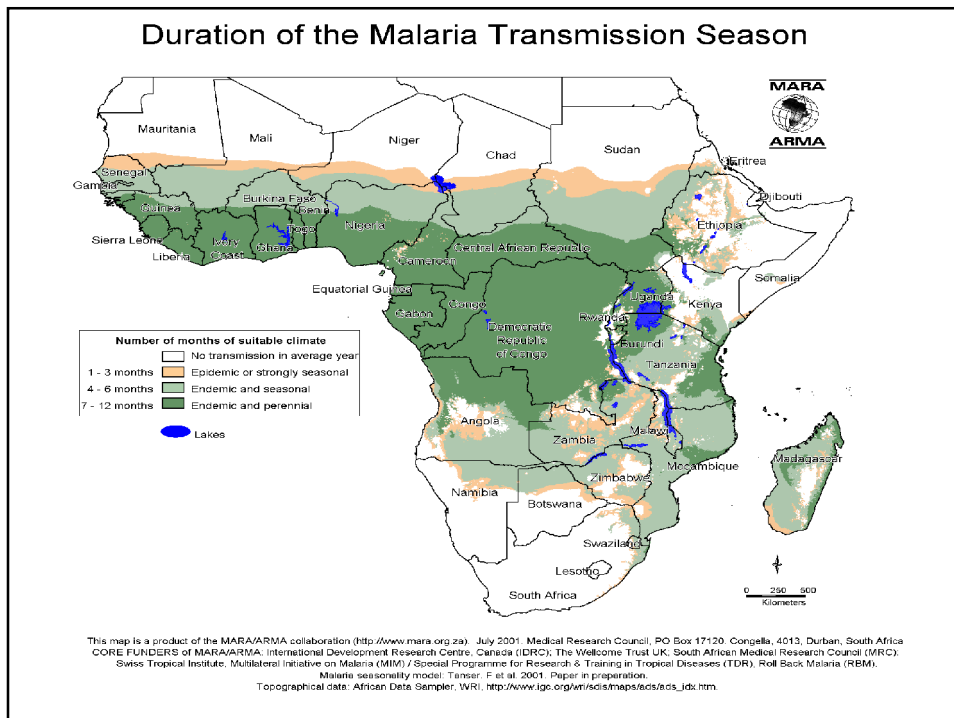 Duration of the Malaria Transmission Season
MARA
ARMA
Mauritania
Mali
Niger
Chad
Sudan
Eritrea
Senegal
Gambia
Djibouti
Burkina Faso
Benin
Guinea
Nigeria
Togo
Ethiopia
Sierra Leone
Ivory
Coast
Ghana
Central African Republic
Liberia
Cameroon
Somalia
Equatorial Guinea
Uganda
Kenya
Gabon
Congo
Rwanda
Democratic
Republic
of Congo
Burundi
Tanzania
Number of months of suitable climate
No transmission in average year
1 - 3 months Epidemic or strongly seasonal
4 - 6 months Endemic and seasonal
7 - 12 months Endemic and perennial
Lakes
Angola
Zambia
Malawi
Madagascar
Mocambique
Zimbabwe
Namibia
Botswana
Swaziland
Lesotho
South Africa
0 250 500
Kilometers
This map is a product of the MARA/ARMA collaboration (http://www.mara.org.za). July 2001. Medical Research Council, PO Box 17120, Congella, 4013, Durban, South Africa
CORE FUNDERS of MARA/ARMA: International Development Research Centre, Canada (IDRC); The Wellcome Trust UK; South African Medical Research Council (MRC);
Swiss Tropical Institute, Multilateral Initiative on Malaria (MIM) / Special Programme for Research & Training in Tropical Diseases (TDR), Roll Back Malaria (RBM).
Malaria seasonality model: Tanser, F et al. 2001. Paper in preparation.
Topographical data: African Data Sampler, WRI, http://www.igc.org/wri/sdis/maps/ads/ads_idx.htm.